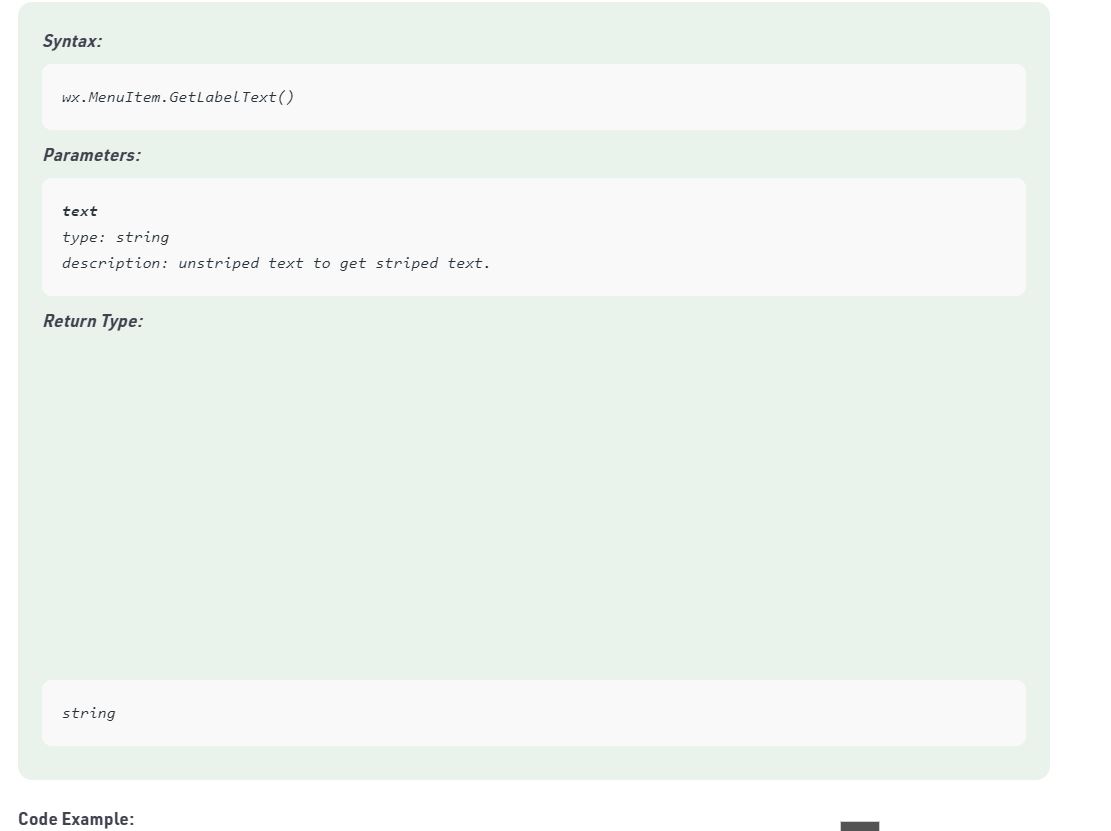 Syntax:
wx.MenuItem.GetLabelText()
Parameters:
text
type: string
description: unstriped text to get striped text.
Return Type:
string
Code Example: